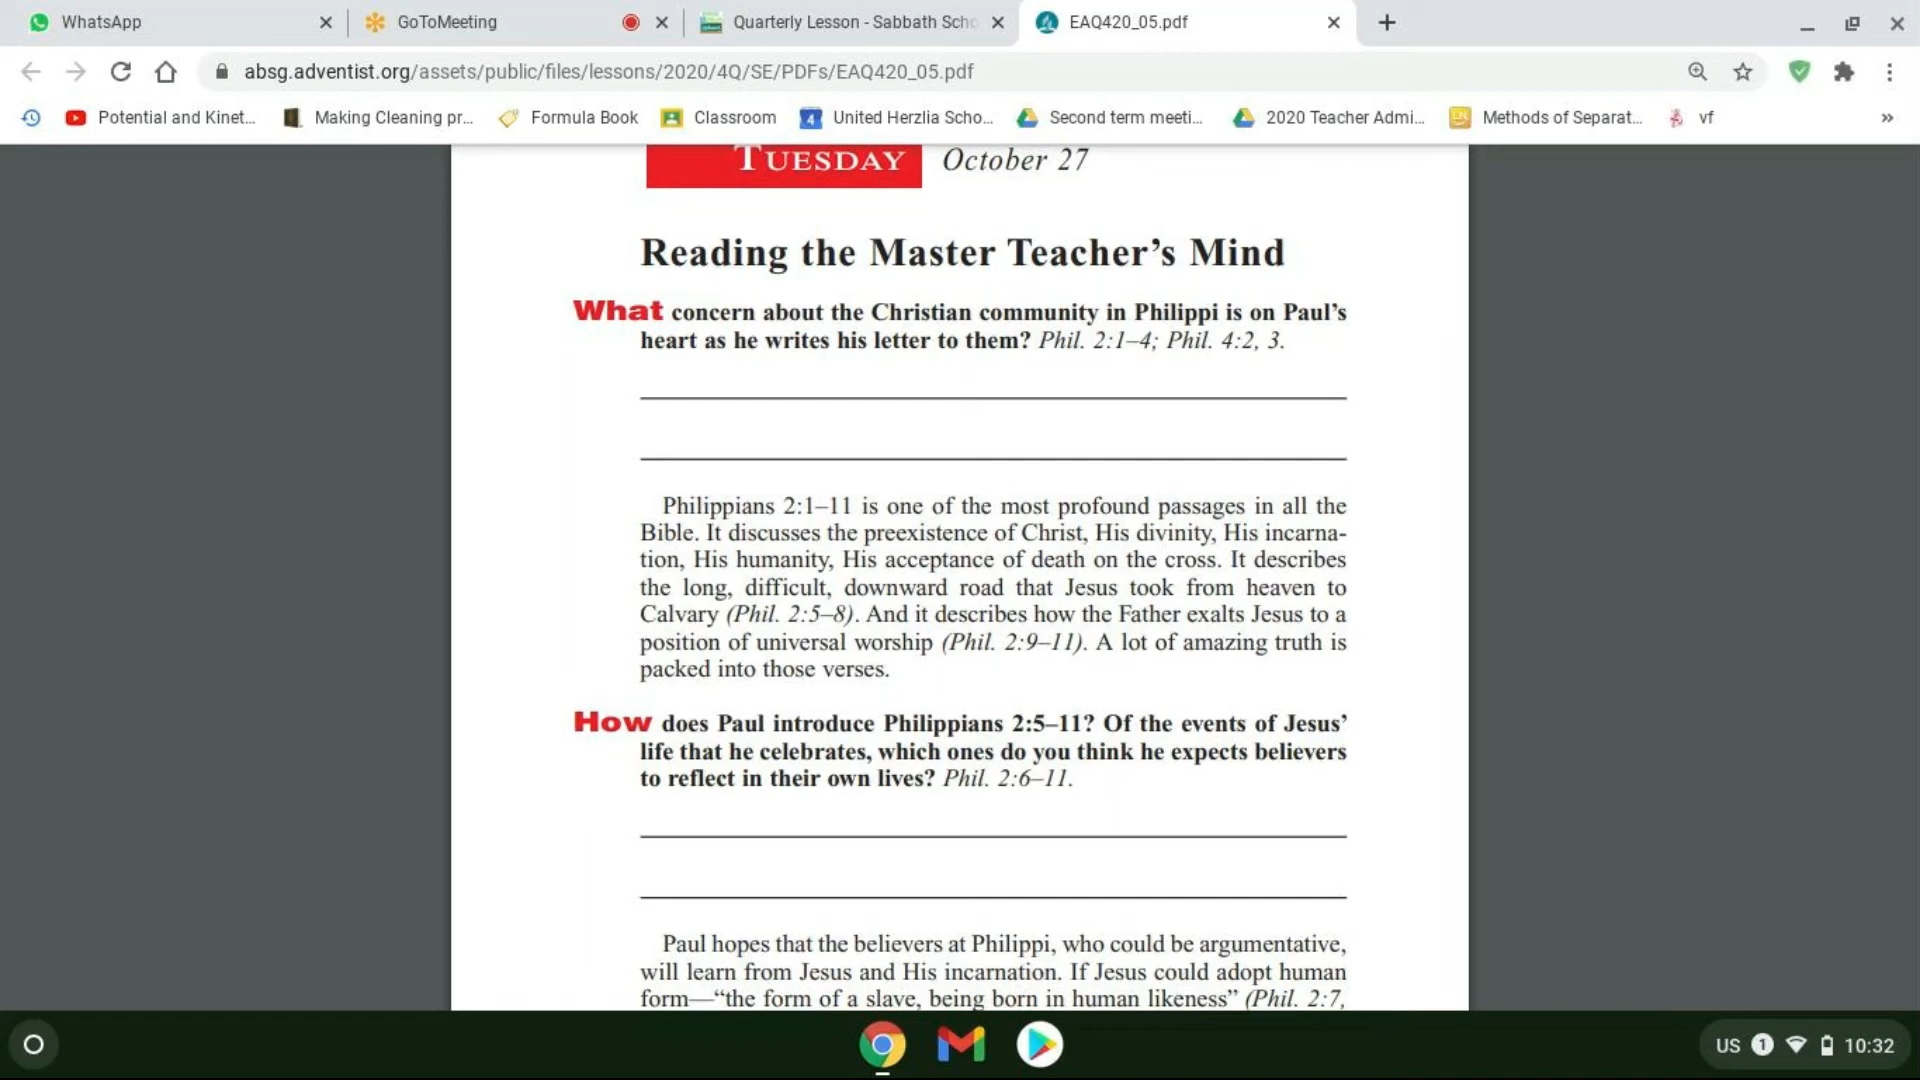 WhatsApp
GoToMeeting
Quarterly Lesson - Sabbath Scho
EAQ420_05.pdf
absg.adventist.org/assets/public/files/lessons/2020/4Q/SE/PDFs/EAQ420_05.pdf
Potential and Kinet...
Making Cleaning pr...
Formula Book
Classroom
4
United Herzlia Scho...
Second term meeti...
2020 Teacher Admi...
Methods of Separat...
vf
»
TUESDAY October 27
Reading the Master Teacher’s Mind
What concern about the Christian community in Philippi is on Paul’s
heart as he writes his letter to them? Phil. 2:1–4; Phil. 4:2, 3.
Philippians 2:1–11 is one of the most profound passages in all the
Bible. It discusses the preexistence of Christ, His divinity, His incarna-
tion, His humanity, His acceptance of death on the cross. It describes
the long, difficult, downward road that Jesus took from heaven to
Calvary (Phil. 2:5–8). And it describes how the Father exalts Jesus to a
position of universal worship (Phil. 2:9–11). A lot of amazing truth is
packed into those verses.
How does Paul introduce Philippians 2:5–11? Of the events of Jesus’
life that he celebrates, which ones do you think he expects believers
to reflect in their own lives? Phil. 2:6–11.
Paul hopes that the believers at Philippi, who could be argumentative,
will learn from Jesus and His incarnation. If Jesus could adopt human
form—“the form of a slave, being born in human likeness” (Phil. 2:7,
US 1 10:32